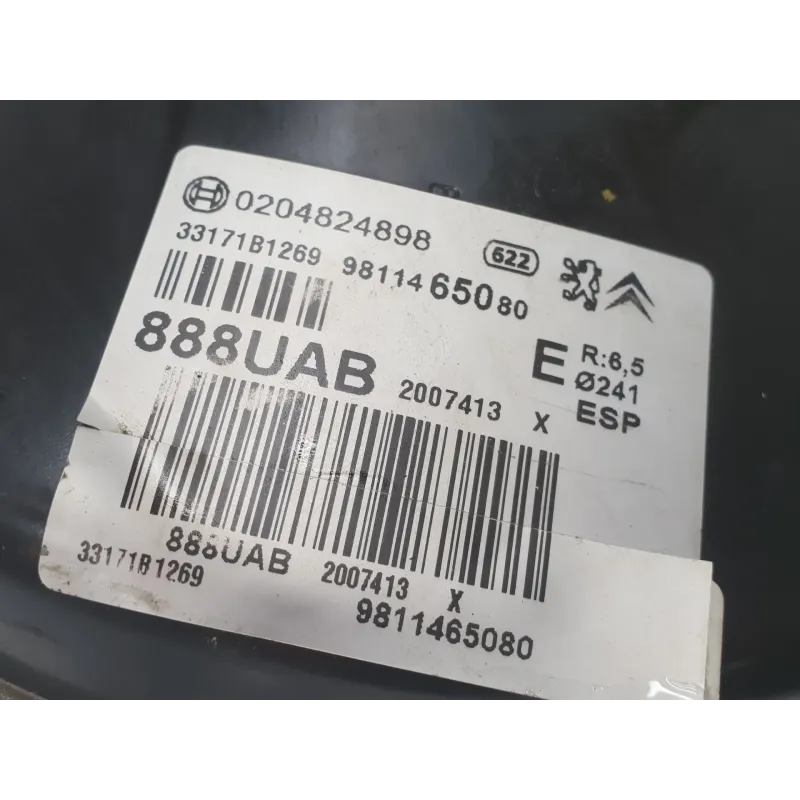 0204824898
33171B1269 9811465080 622
888UAB 2007413 X E R:6,5
Ø241
ESP
888UAB 2007413 X
33171B1269 9811465080